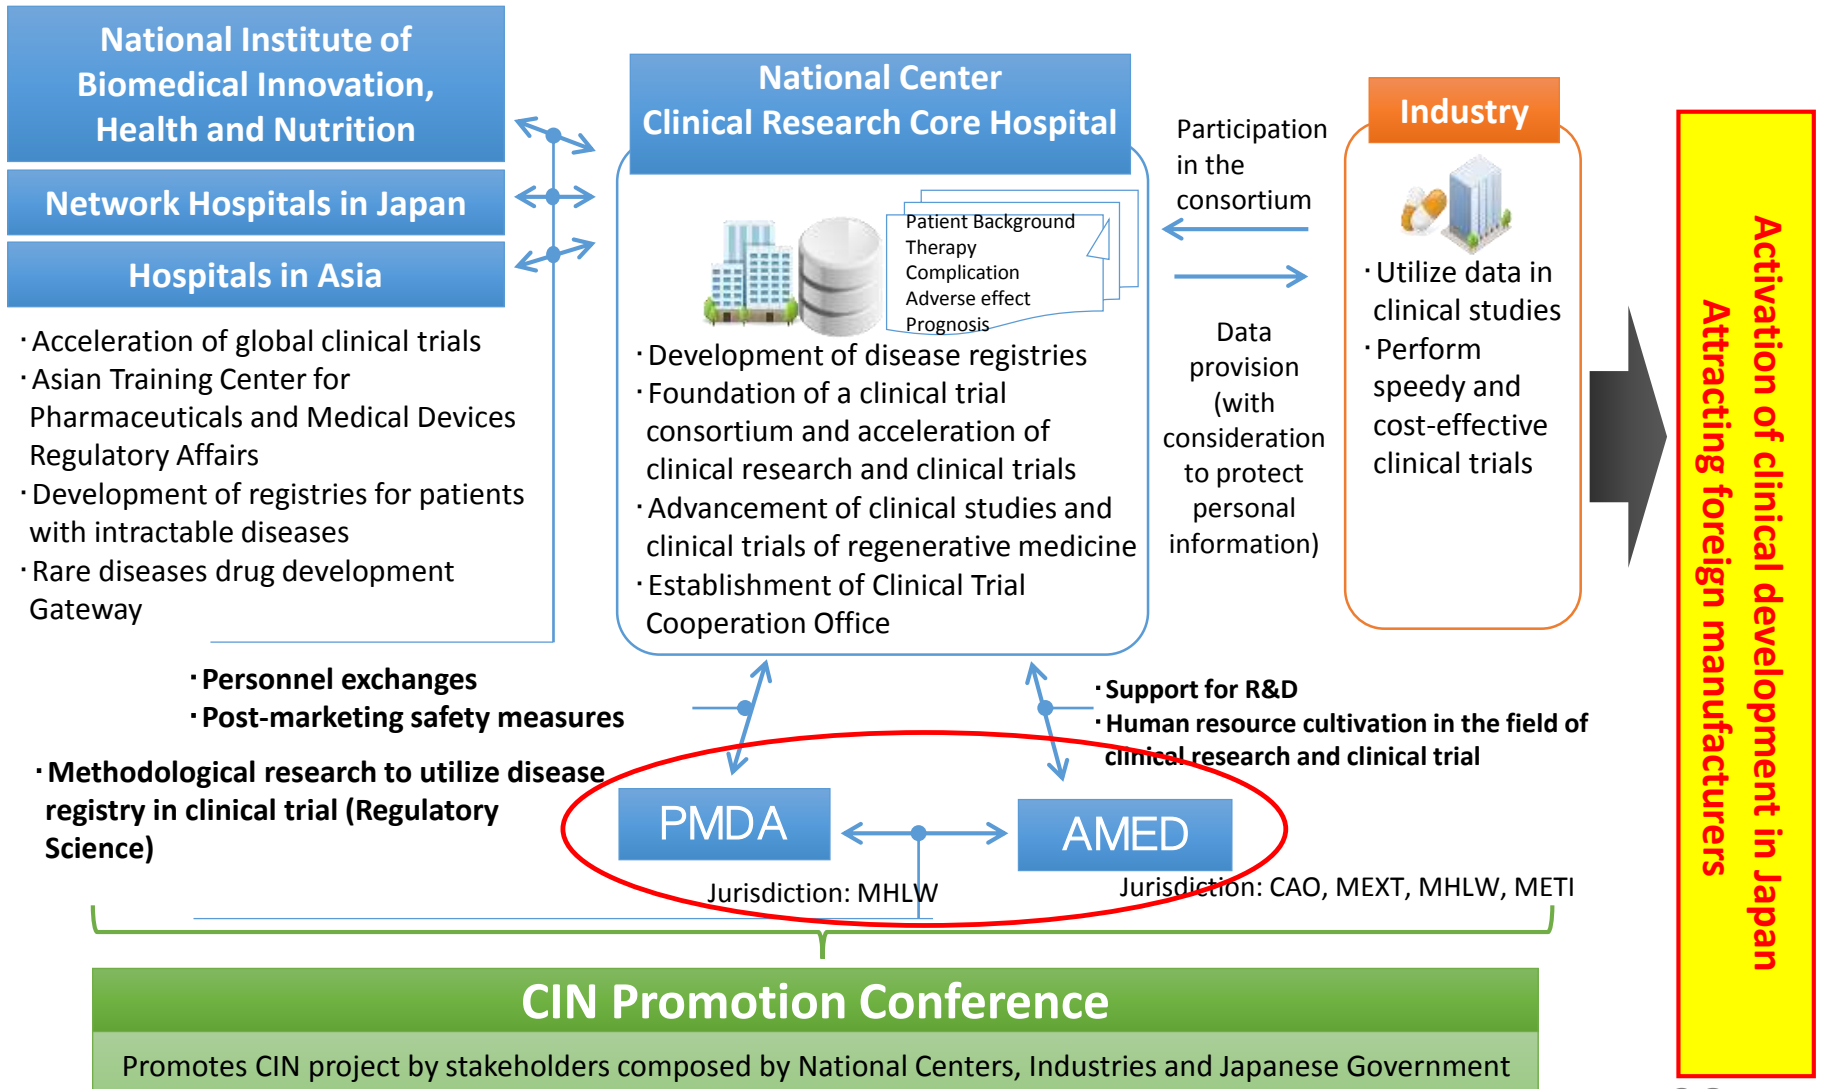 National Institute of
Biomedical Innovation,
Health and Nutrition
Network Hospitals in Japan
Hospitals in Asia
・Acceleration of global clinical trials
・Asian Training Center for
Pharmaceuticals and Medical Devices
Regulatory Affairs
・Development of registries for patients
with intractable diseases
・Rare diseases drug development
Gateway
National Center
Clinical Research Core Hospital
Patient Background
Therapy
Complication
Adverse effect
Prognosis
・Development of disease registries
・Foundation of a clinical trial
consortium and acceleration of
clinical research and clinical trials
・Advancement of clinical studies and
clinical trials of regenerative medicine
・Establishment of Clinical Trial
Cooperation Office
Participation
in the
consortium
Data
provision
(with
consideration
to protect
personal
information)
Industry
・Utilize data in
clinical studies
・Perform
speedy and
cost-effective
clinical trials
Activation of clinical development in Japan
Attracting foreign manufacturers
・Personnel exchanges
・Post-marketing safety measures
・Support for R&D
・Human resource cultivation in the field of
clinical research and clinical trial
・Methodological research to utilize disease
registry in clinical trial (Regulatory
Science)
PMDA
AMED
Jurisdiction: MHLW
Jurisdiction: CAO, MEXT, MHLW, METI
CIN Promotion Conference
Promotes CIN project by stakeholders composed by National Centers, Industries and Japanese Government